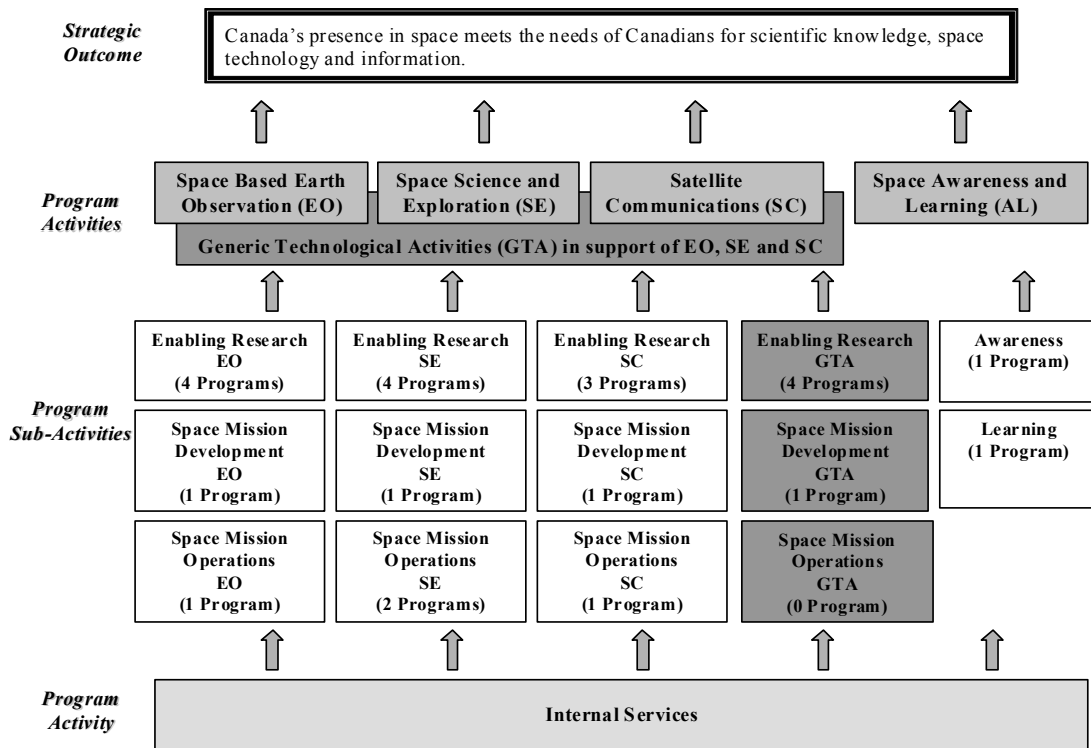 Strategic
Outcome
Canada's presence in space meets the needs of Canadians for scientific knowledge, space
technology and information.
Program
Activities
Space Based Earth
Observation (EO)
Space Science and
Exploration (SE)
Satellite
Communications (SC)
Space Awareness and
Learning (AL)
Generic Technological Activities (GTA) in support of EO, SE and SC
Program
Sub-Activities
Enabling Research
EO
(4 Programs)
Enabling Research
SE
(4 Programs)
Enabling Research
SC
(3 Programs)
Enabling Research
GTA
(4 Programs)
Awareness
(1 Program)
Space Mission
Development
EO
(1 Program)
Space Mission
Development
SE
(1 Program)
Space Mission
Development
SC
(1 Program)
Space Mission
Development
GTA
(1 Program)
Learning
(1 Program)
Space Mission
Operations
EO
(1 Program)
Space Mission
Operations
SE
(2 Programs)
Space Mission
Operations
SC
(1 Program)
Space Mission
Operations
GTA
(0 Program)
Program
Activity
Internal Services